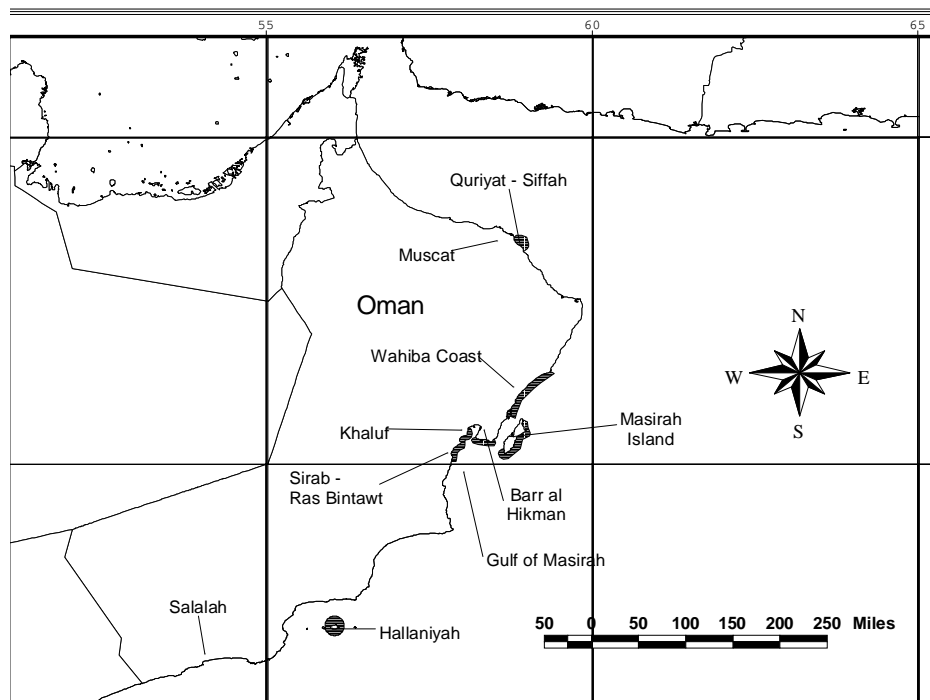 55 60 65
Quriyat - Siffah
Muscat
Oman
N
Wahiba Coast
W E
S
Masirah
Island
Khaluf
Sirab -
Ras Bintawt
Barr al
Hikman
Gulf of Masirah
Salalah
Hallaniyah
50 0 50 100 150 200 250 Miles